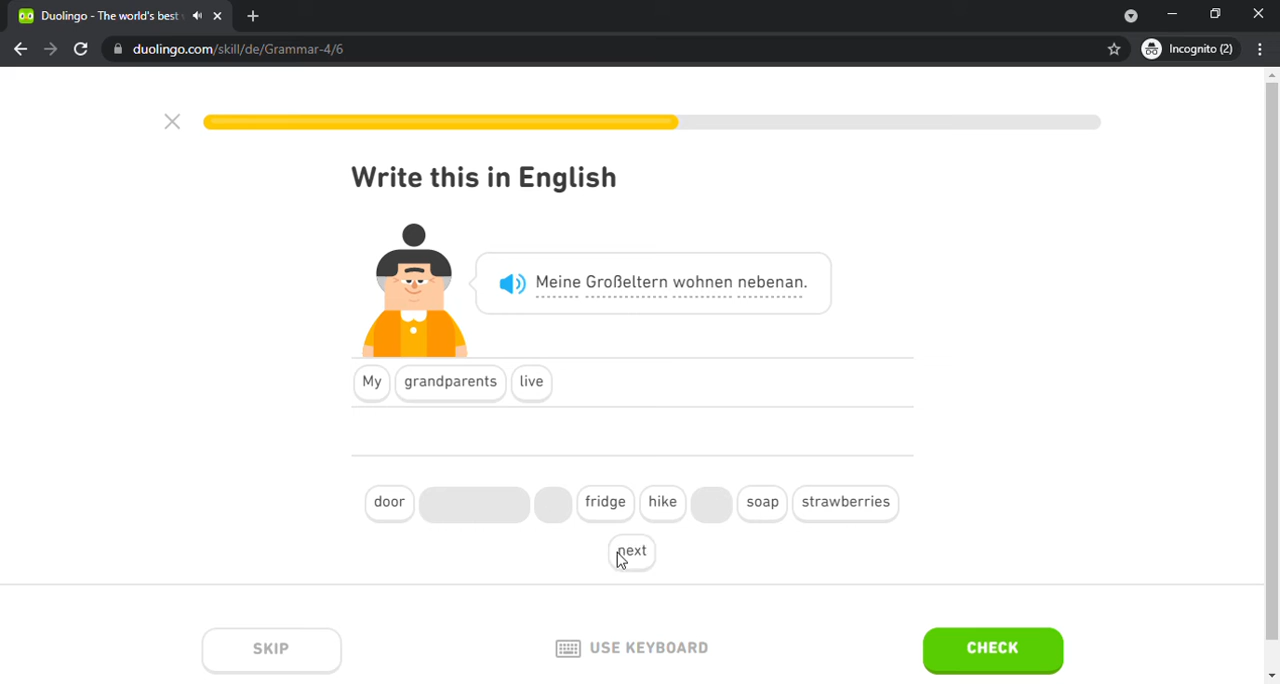 Duolingo - The world's best
duolingo.com/skill/de/Grammar-4/6
Incognito (2)
Write this in English
Meine Großeltern wohnen nebenan.
My grandparents live
door fridge hike soap strawberries
next
SKIP
USE KEYBOARD
CHECK